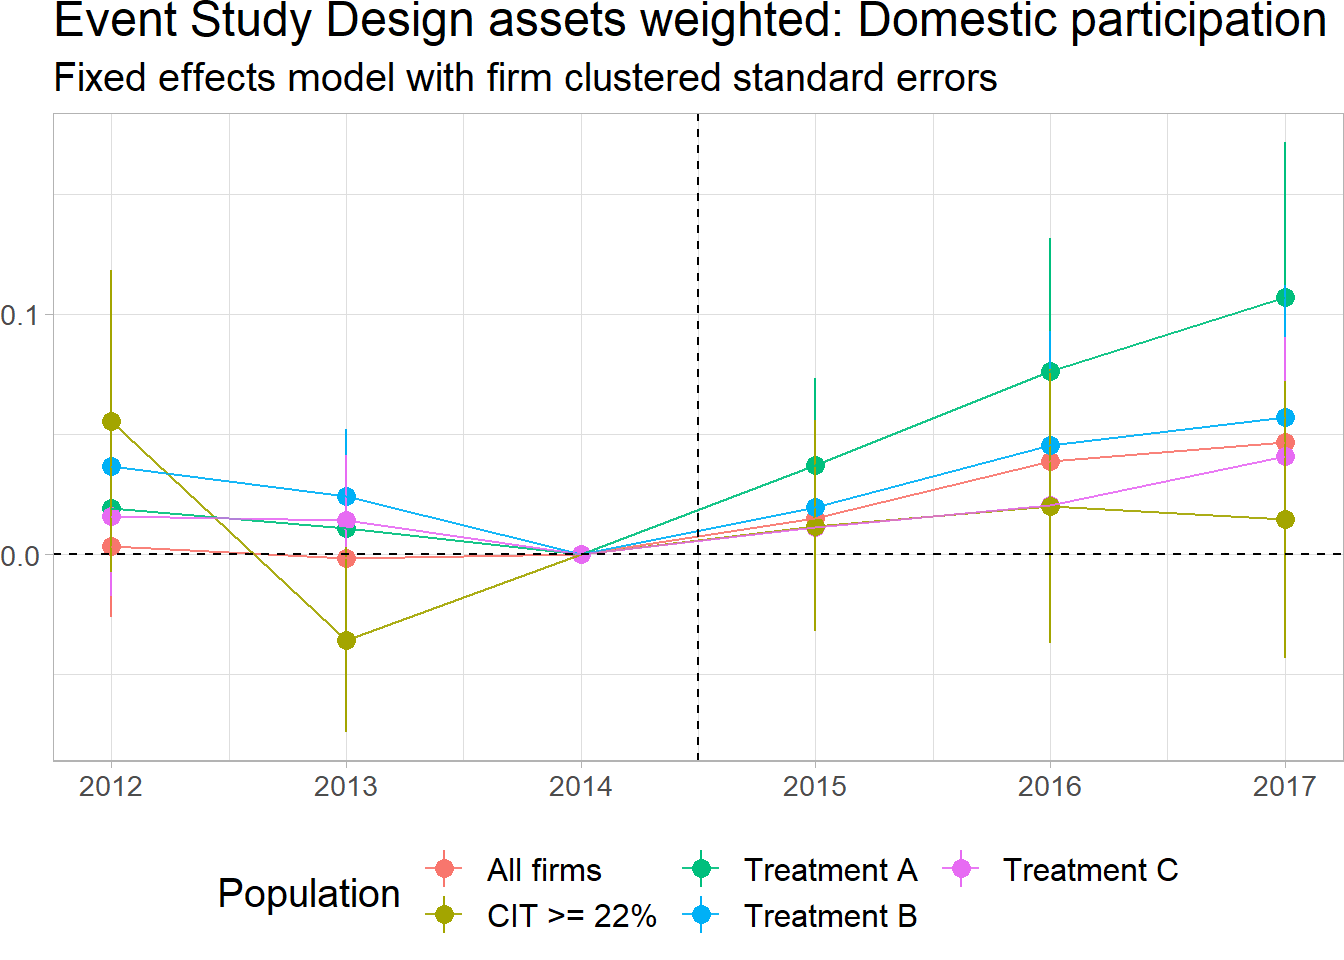 Event Study Design assets weighted: Domestic participation
Fixed effects model with firm clustered standard errors
0.1
0.0
2012 2013 2014 2015 2016 2017
Population
All firms Treatment A Treatment C
CIT >= 22% Treatment B